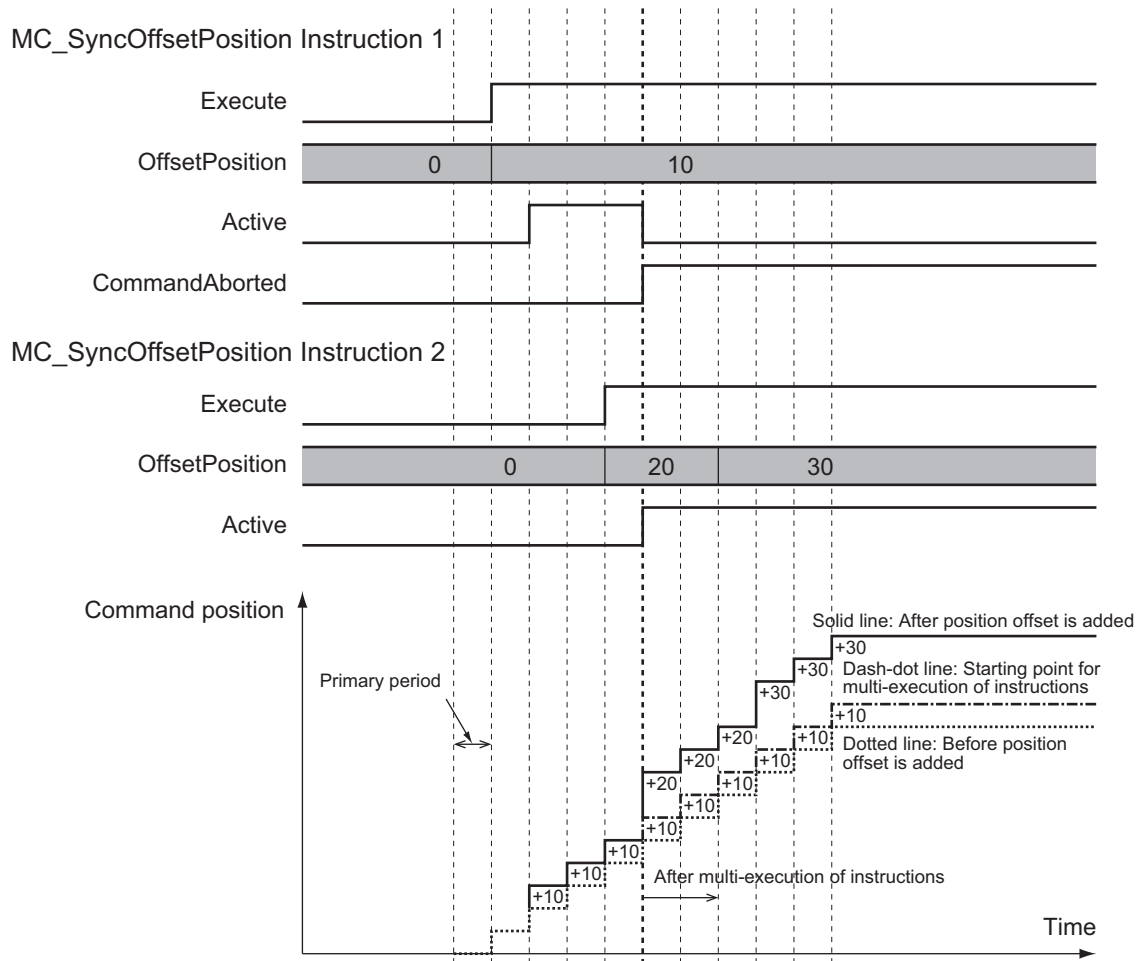 MC_SyncOffsetPosition Instruction 1
Execute
OffsetPosition
0
10
Active
CommandAborted
MC_SyncOffsetPosition Instruction 2
Execute
OffsetPosition
0
20
30
Active
Command position
Solid line: After position offset is added
+30
+30
+30
Dash-dot line: Starting point for
multi-execution of instructions
Primary period
+10
+20
+20
+20
+10
+10
+10
+10
+10
Dotted line: Before position
offset is added
+10
+10
+10
After multi-execution of instructions
Time